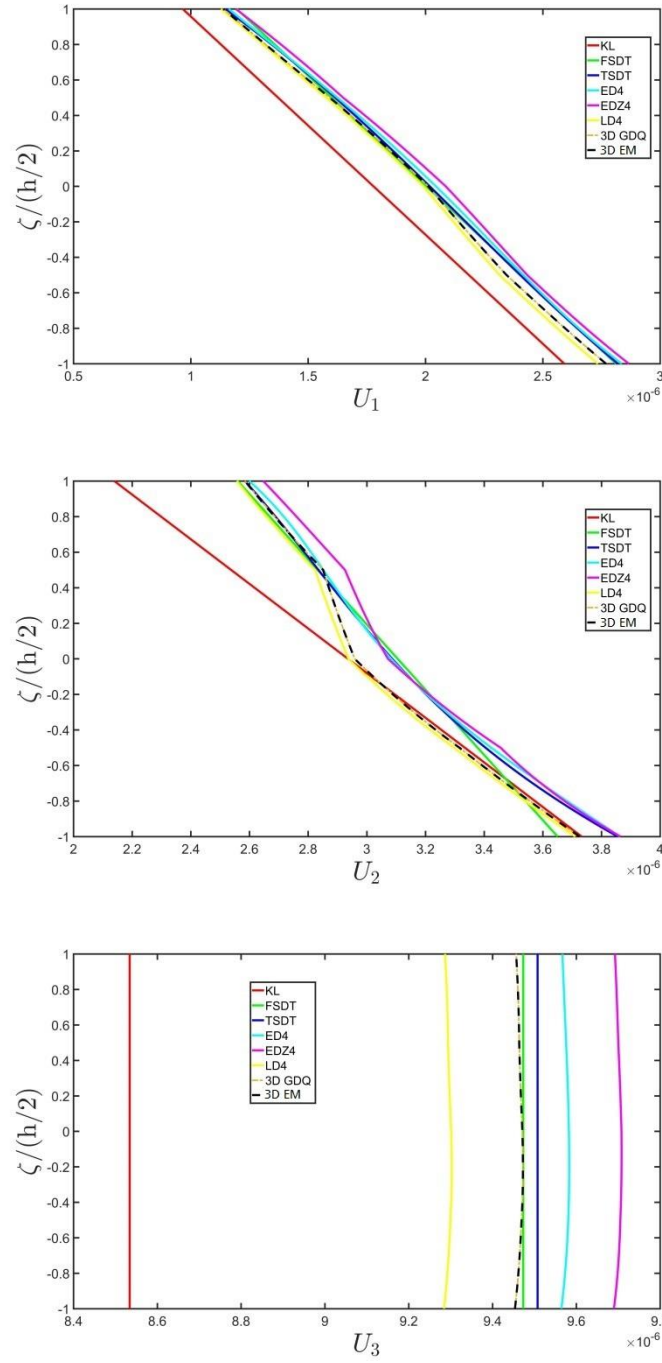 1
0.8
0.6
0.4
0.2
0
-0.2
-0.4
-0.6
-0.8
-1
ζ/(h/2)
KL
FSDT
TSDT
ED4
EDZ4
LD4
3D GDQ
3D EM
0.5 1 1.5 2 2.5 3
U₁ ×10⁻⁶
1
0.8
0.6
0.4
0.2
0
-0.2
-0.4
-0.6
-0.8
-1
ζ/(h/2)
KL
FSDT
TSDT
ED4
EDZ4
LD4
3D GDQ
3D EM
2 2.2 2.4 2.6 2.8 3 3.2 3.4 3.6 3.8 4
U₂ ×10⁻⁶
1
0.8
0.6
0.4
0.2
0
-0.2
-0.4
-0.6
-0.8
-1
ζ/(h/2)
KL
FSDT
TSDT
ED4
EDZ4
LD4
3D GDQ
3D EM
8.4 8.6 8.8 9 9.2 9.4 9.6 9.8
U₃ ×10⁻⁶